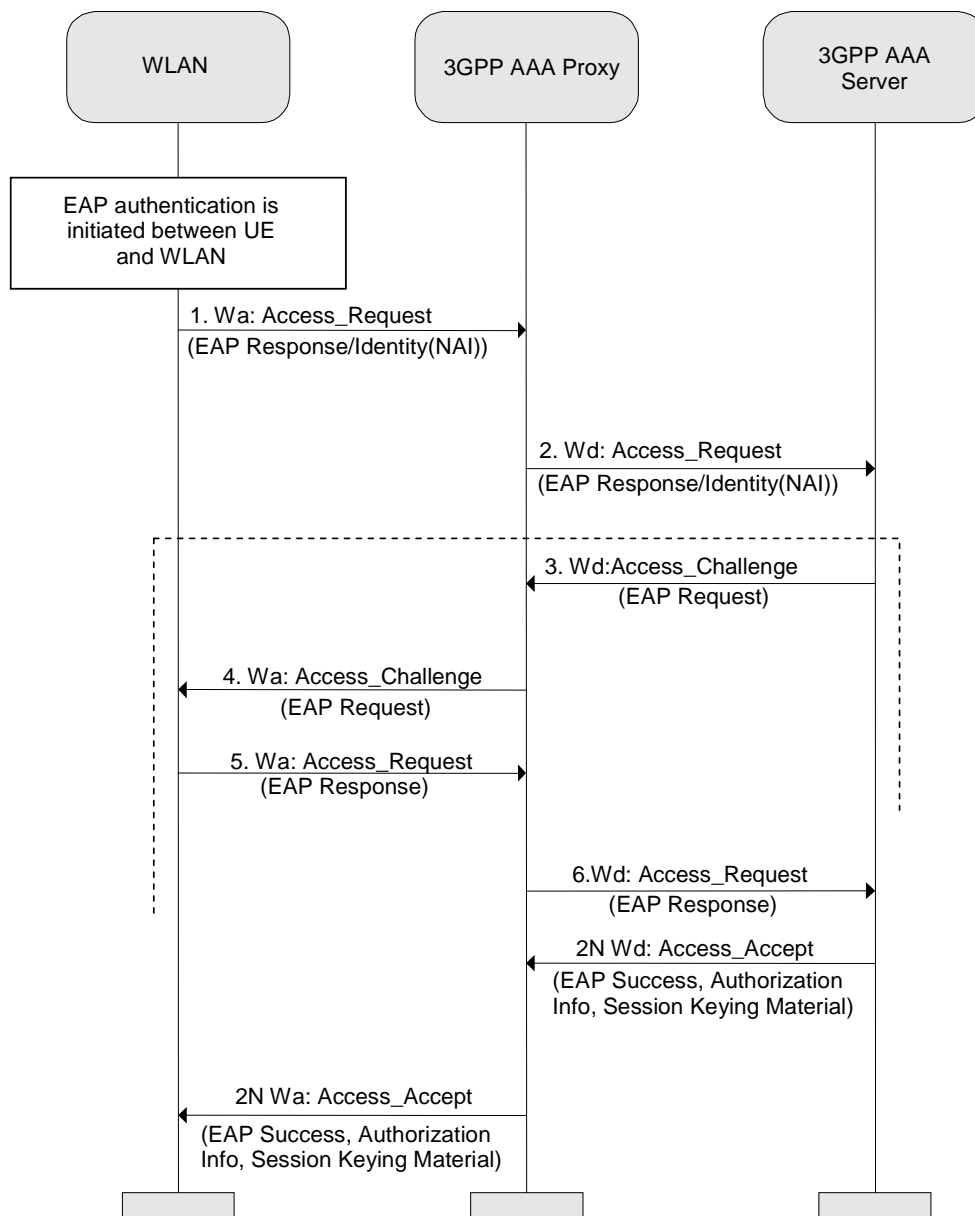 WLAN
3GPP AAA Proxy
3GPP AAA
Server
EAP authentication is
initiated between UE
and WLAN
1. Wa: Access_Request
(EAP Response/Identity(NAI))
2. Wd: Access_Request
(EAP Response/Identity(NAI))
3. Wd:Access_Challenge
(EAP Request)
4. Wa: Access_Challenge
(EAP Request)
5. Wa: Access_Request
(EAP Response)
6.Wd: Access_Request
(EAP Response)
2N Wd: Access_Accept
(EAP Success, Authorization
Info, Session Keying Material)
2N Wa: Access_Accept
(EAP Success, Authorization
Info, Session Keying Material)